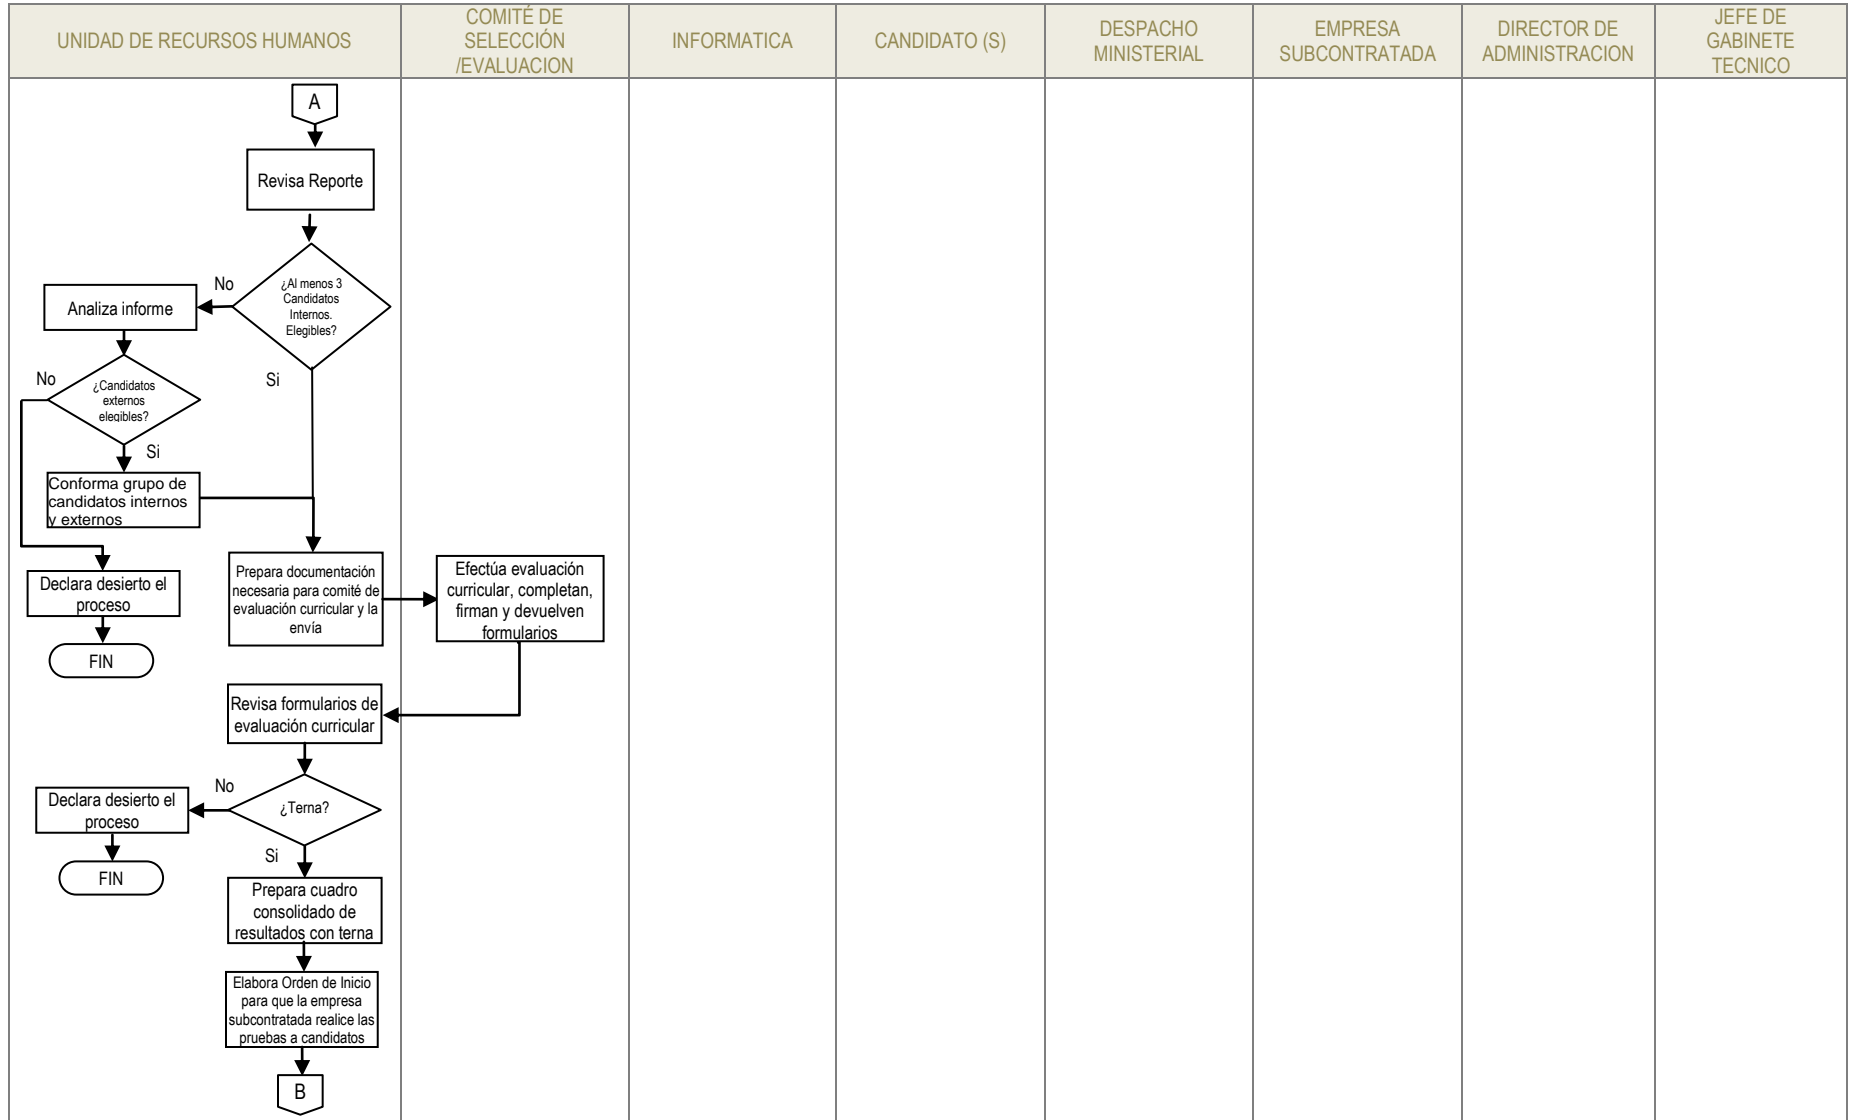 UNIDAD DE RECURSOS HUMANOS
COMITÉ DE
SELECCIÓN
/EVALUACION
INFORMATICA
CANDIDATO (S)
DESPACHO
MINISTERIAL
EMPRESA
SUBCONTRATADA
DIRECTOR DE
ADMINISTRACION
JEFE DE
GABINETE
TECNICO
A
Revisa Reporte
¿Al menos 3
Candidatos
Internos.
Elegibles?
No
Analiza informe
Si
No
¿Candidatos
externos
elegibles?
Si
Conforma grupo de
candidatos internos
y externos
Declara desierto el
proceso
FIN
Prepara documentación
necesaria para comité de
evaluación curricular y la
envía
Efectúa evaluación
curricular, completan,
firman y devuelven
formularios
Revisa formularios de
evaluación curricular
¿Terna?
No
Declara desierto el
proceso
FIN
Si
Prepara cuadro
consolidado de
resultados con terna
Elabora Orden de Inicio
para que la empresa
subcontratada realice las
pruebas a candidatos
B